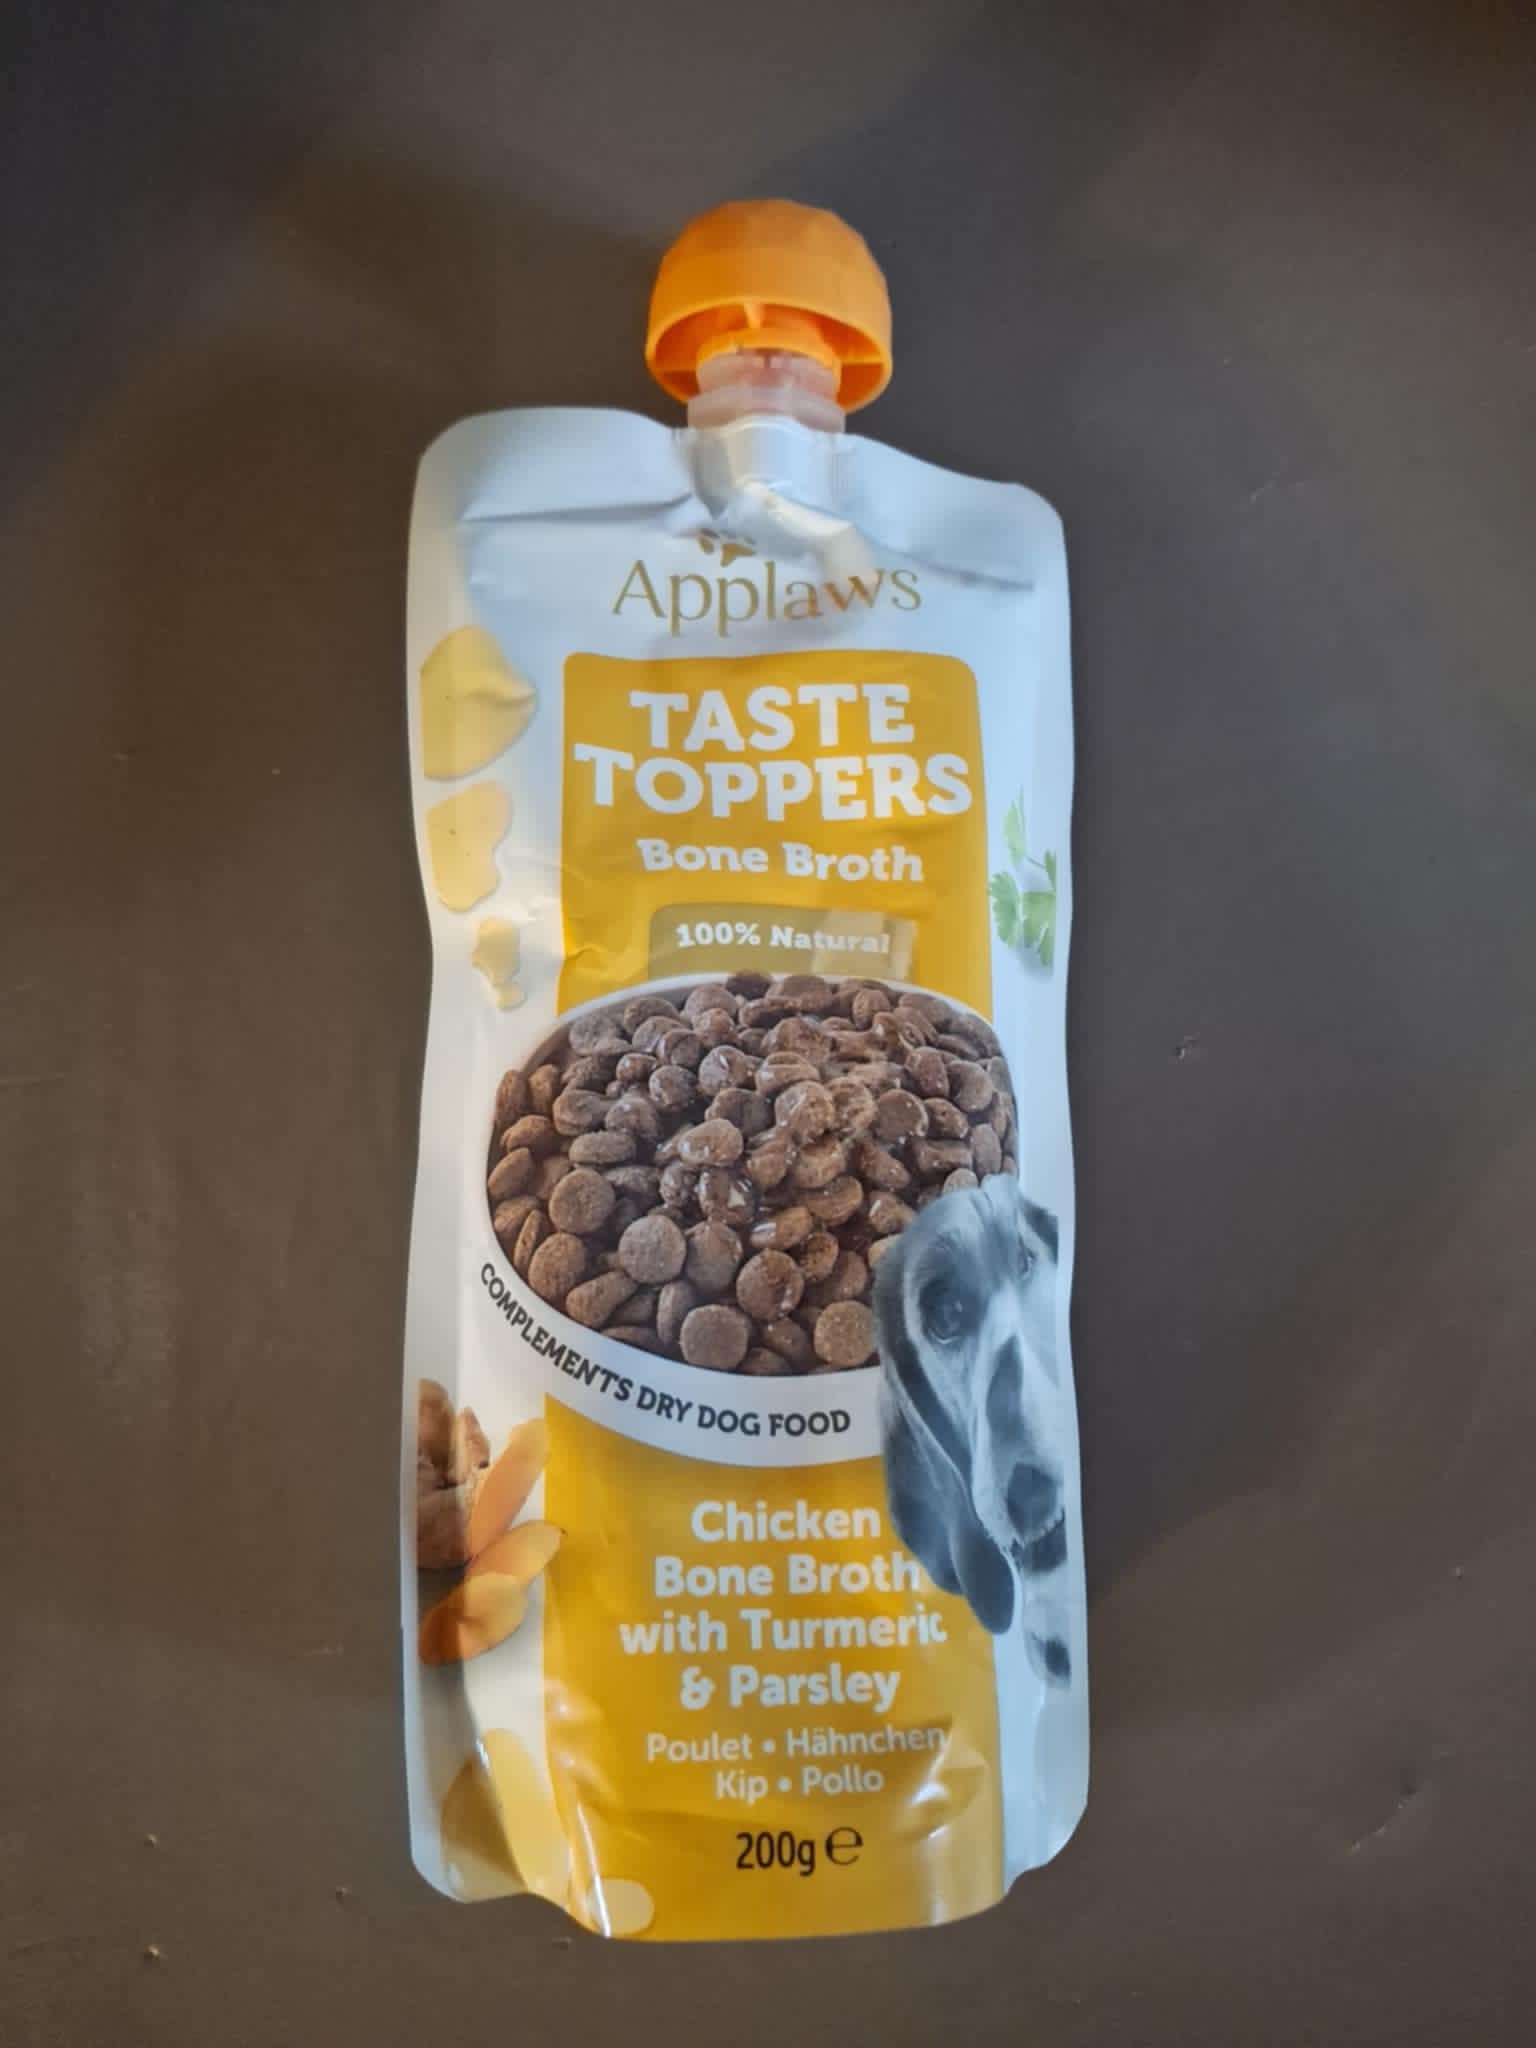 Applaws
TASTE
TOPPERS
Bone Broth
100% Natural
COMPLEMENTS DRY DOG FOOD
Chicken
Bone Broth
with Turmeric
& Parsley
Poulet • Hähnchen
Kip • Pollo
200g ℮